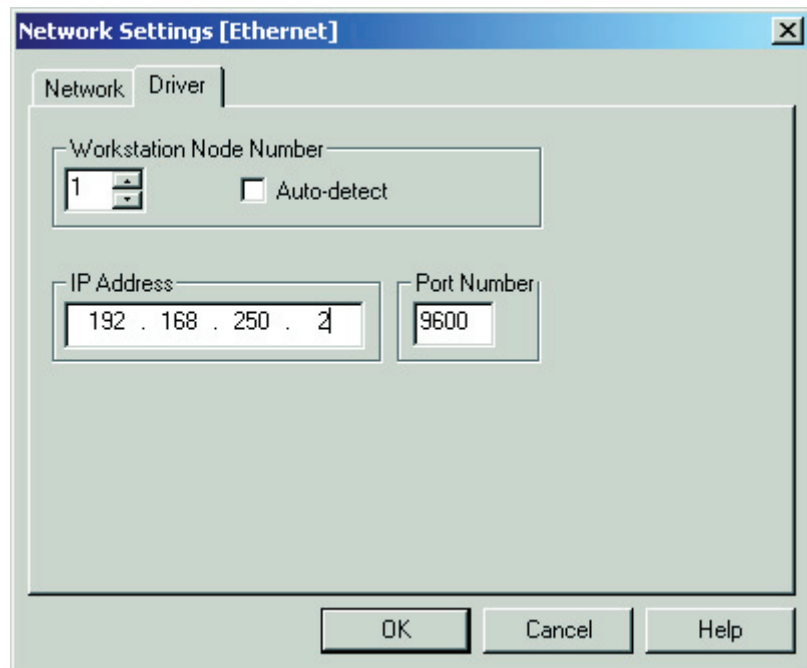 Network Settings [Ethernet]
Network Driver
Workstation Node Number
1 Auto-detect
IP Address Port Number
192 . 168 . 250 . 2 9600
OK Cancel Help